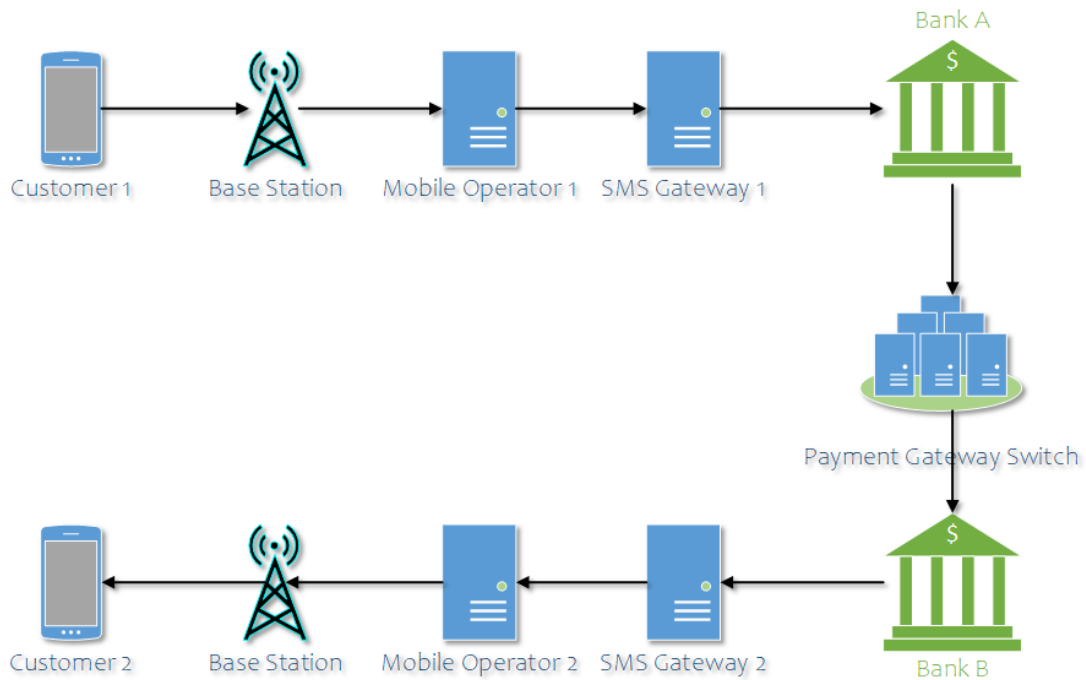 Bank A
$
Customer 1
Base Station
Mobile Operator 1
SMS Gateway 1
Payment Gateway Switch
$
Customer 2
Base Station
Mobile Operator 2
SMS Gateway 2
Bank B